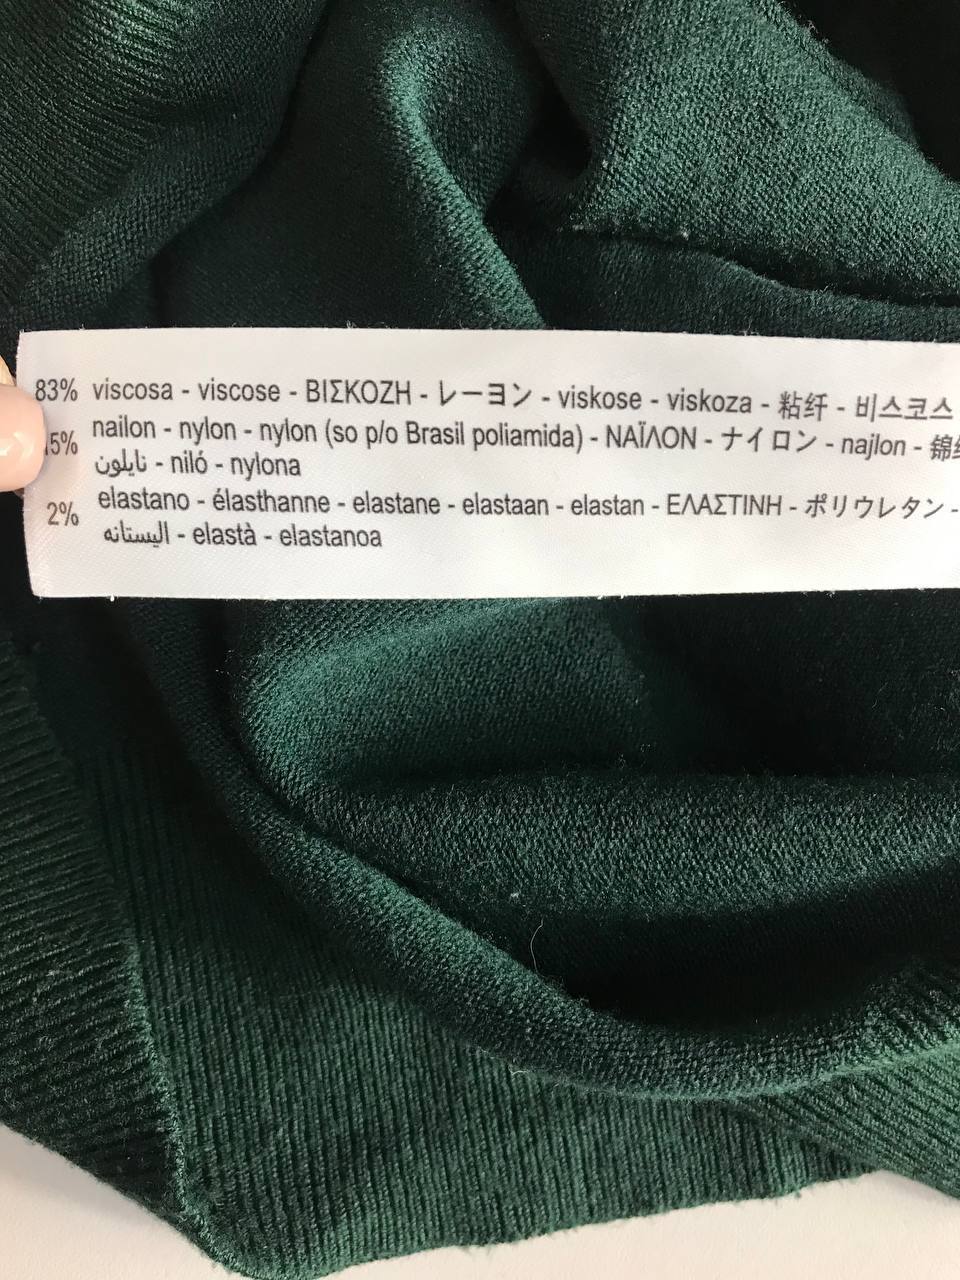 83% viscosa - viscose - ΒΙΣΚΟΖΗ - レーヨン - viskose - viskoza - 粘纤 - 비스코스
15% nailon - nylon - nylon (so p/o Brasil poliamida) - ΝΑΪΛΟΝ - ナイロン - najlon - 锦
نايلون - niló - nylona
2% elastano - élasthanne - elastane - elastaan - elastan - ΕΛΑΣΤΙΝΗ - ポリウレタン -
اليستانه - elastà - elastanoa